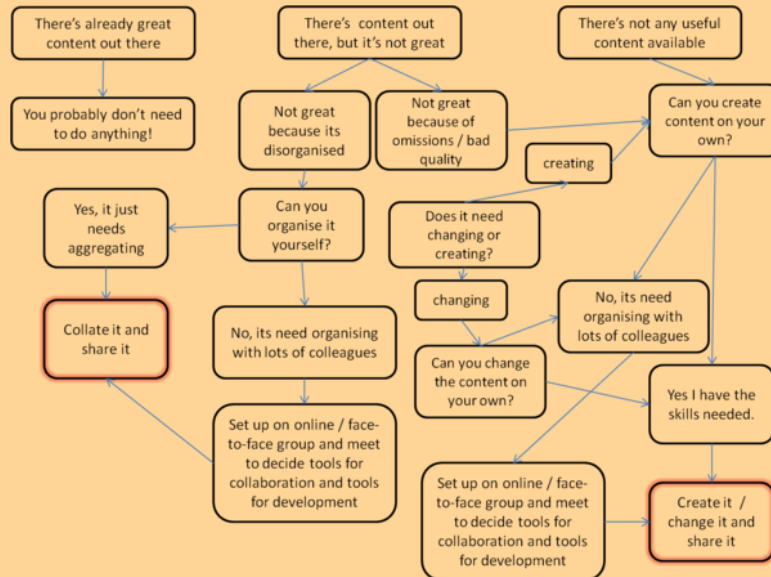 There's already great
content out there
There's content out
there, but it's not great
There's not any useful
content available
You probably don't need
to do anything!
Not great
because its
disorganised
Not great
because of
omissions / bad
quality
Can you create
content on your
own?
creating
Yes, it just
needs
aggregating
Can you
organise it
yourself?
Does it need
changing or
creating?
changing
No, its need
organising with
lots of colleagues
Collate it and
share it
No, its need organising
with lots of colleagues
Can you change
the content on
your own?
Yes I have the
skills needed.
Set up on online / face-
to-face group and meet
to decide tools for
collaboration and tools
for development
Set up on online / face-
to-face group and meet
to decide tools for
collaboration and tools
for development
Create it /
change it and
share it